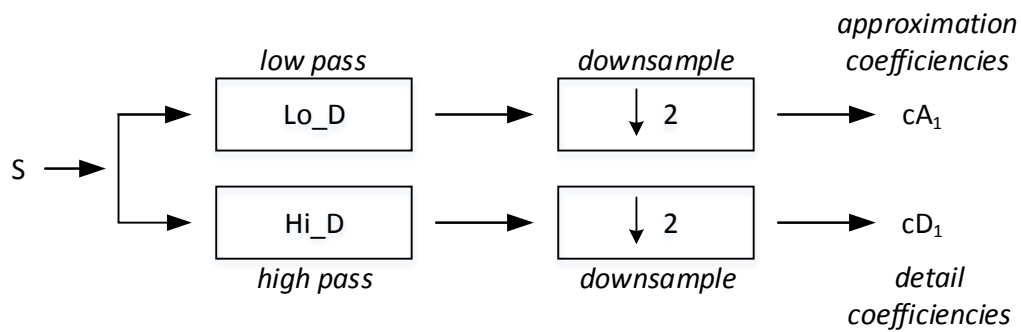 approximation
coefficiencies
low pass
downsample
Lo_D
↓ 2
cA₁
S
Hi_D
↓ 2
cD₁
high pass
downsample
detail
coefficiencies